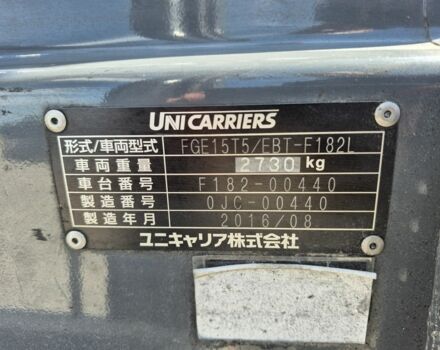 UNICARRIERS
形式/車両型式 FGE15T5/EBT-F182L
車両重量 2730 kg
車台番号 F182-00440
製造番号 0JC-00440
製造年月 2016/08
ユニキャリア株式会社